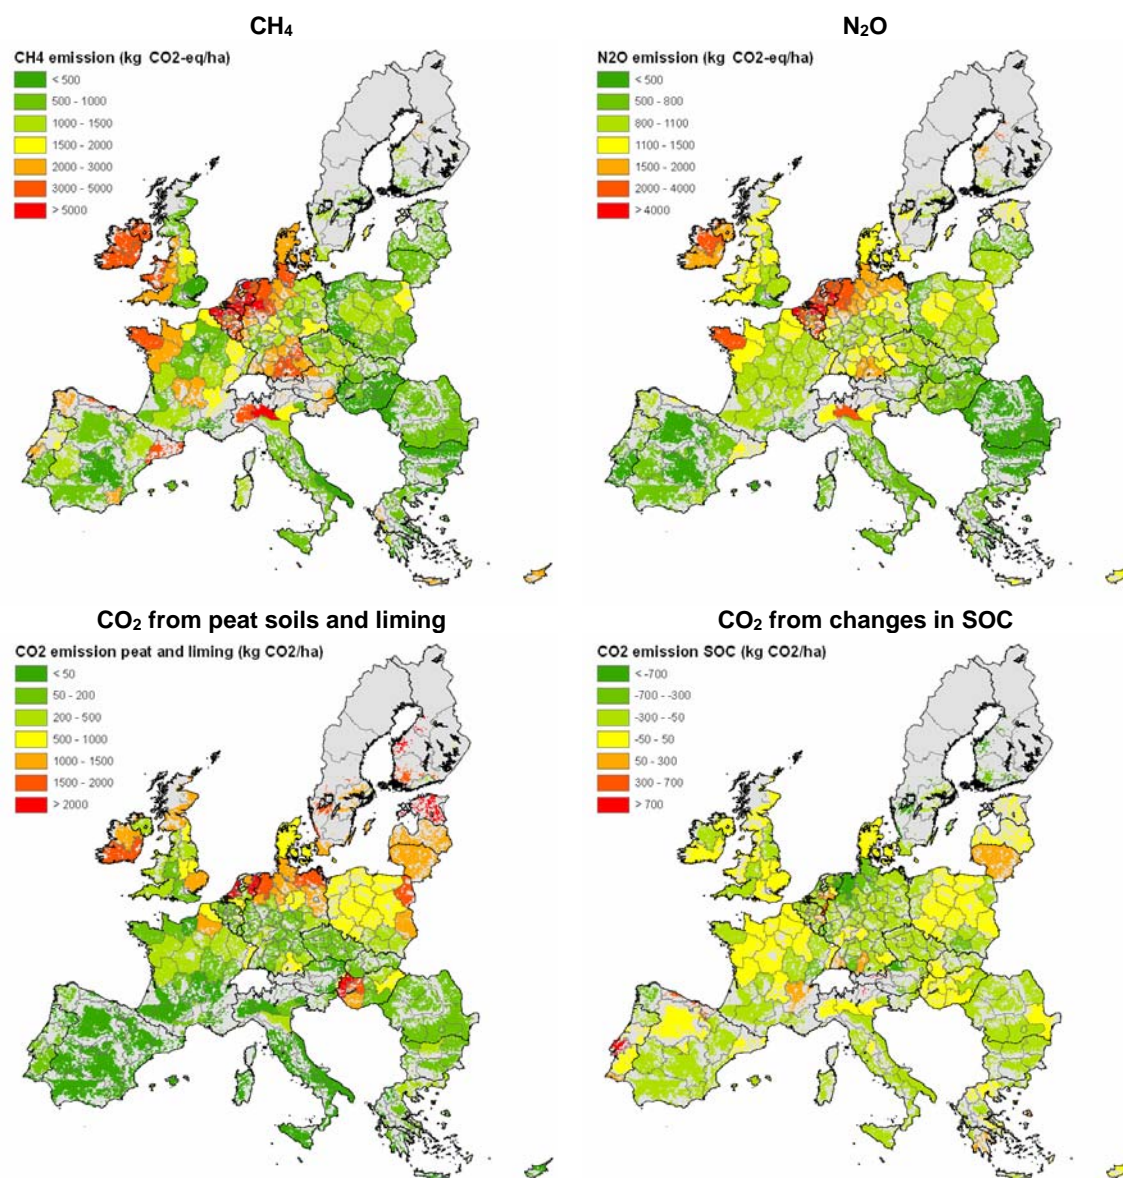 CH₄
CH4 emission (kg CO2-eq/ha)
< 500
500 - 1000
1000 - 1500
1500 - 2000
2000 - 3000
3000 - 5000
> 5000
N₂O
N2O emission (kg CO2-eq/ha)
< 500
500 - 800
800 - 1100
1100 - 1500
1500 - 2000
2000 - 4000
> 4000
CO₂ from peat soils and liming
CO2 emission peat and liming (kg CO2/ha)
< 50
50 - 200
200 - 500
500 - 1000
1000 - 1500
1500 - 2000
> 2000
CO₂ from changes in SOC
CO2 emission SOC (kg CO2/ha)
< -700
-700 - -300
-300 - -50
-50 - 50
50 - 300
300 - 700
> 700